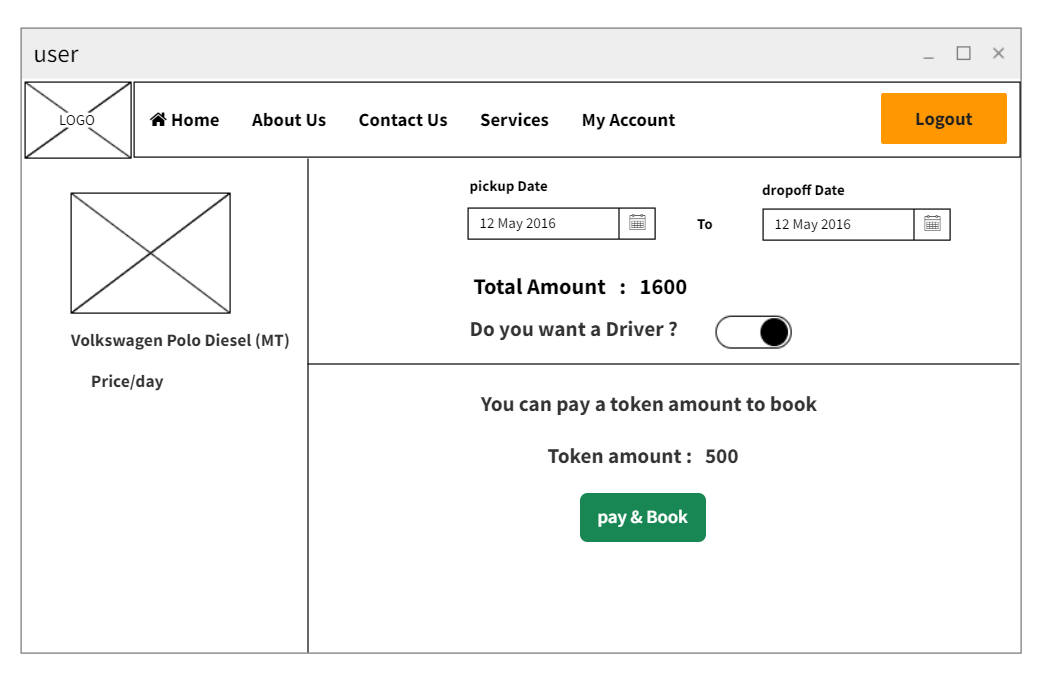 user
LOGO
Home About Us Contact Us Services My Account Logout
Volkswagen Polo Diesel (MT)
Price/day
pickup Date
dropoff Date
12 May 2016 To 12 May 2016
Total Amount : 1600
Do you want a Driver ?
You can pay a token amount to book
Token amount : 500
pay & Book